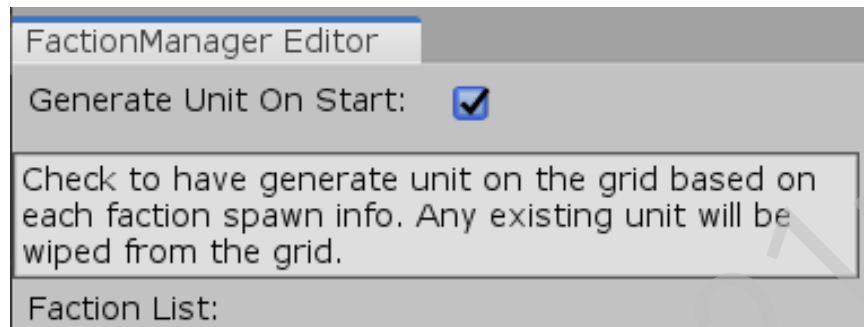 FactionManager Editor
Generate Unit On Start:
Check to have generate unit on the grid based on
each faction spawn info. Any existing unit will be
wiped from the grid.
Faction List: